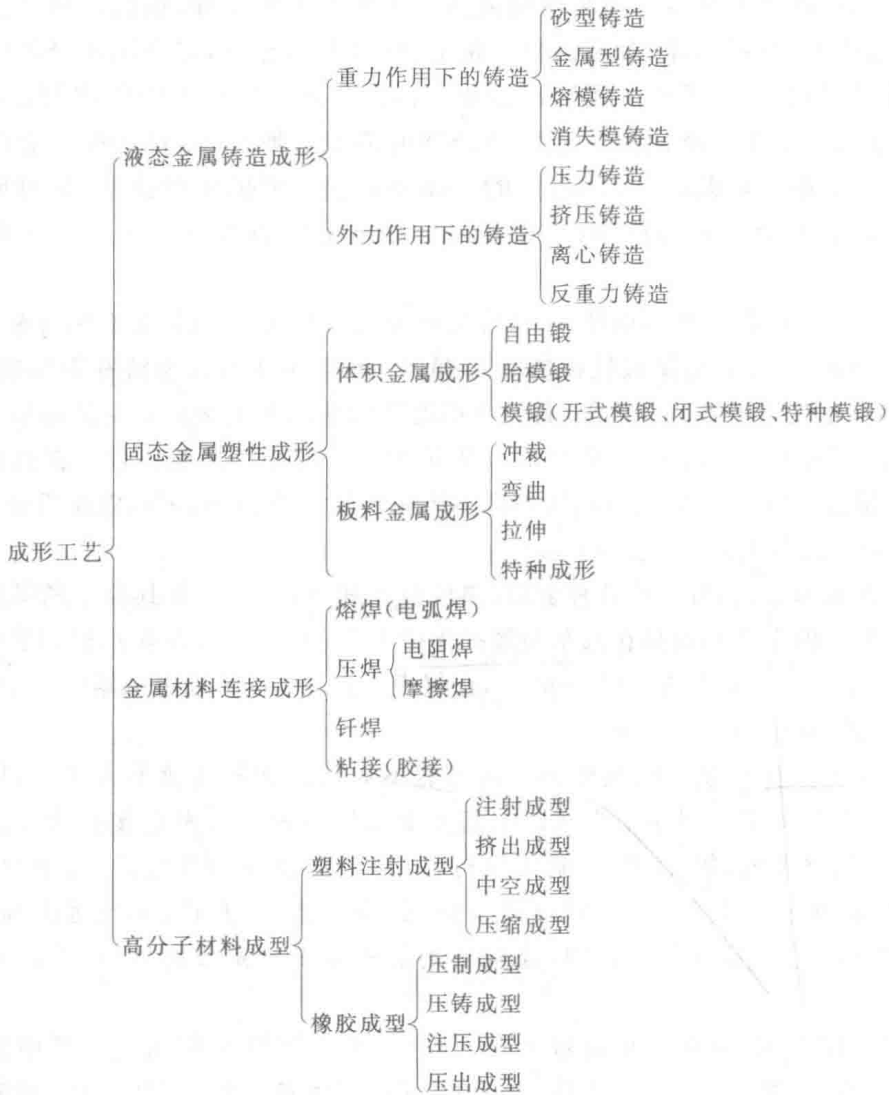 成形工艺
液态金属铸造成形
重力作用下的铸造
砂型铸造
金属型铸造
熔模铸造
消失模铸造
外力作用下的铸造
压力铸造
挤压铸造
离心铸造
反重力铸造
固态金属塑性成形
体积金属成形
自由锻
胎模锻
模锻(开式模锻、闭式模锻、特种模锻)
板料金属成形
冲裁
弯曲
拉伸
特种成形
金属材料连接成形
熔焊(电弧焊)
压焊
电阻焊
摩擦焊
钎焊
粘接(胶接)
高分子材料成型
塑料注射成型
注射成型
挤出成型
中空成型
压缩成型
橡胶成型
压制成型
压铸成型
注压成型
压出成型